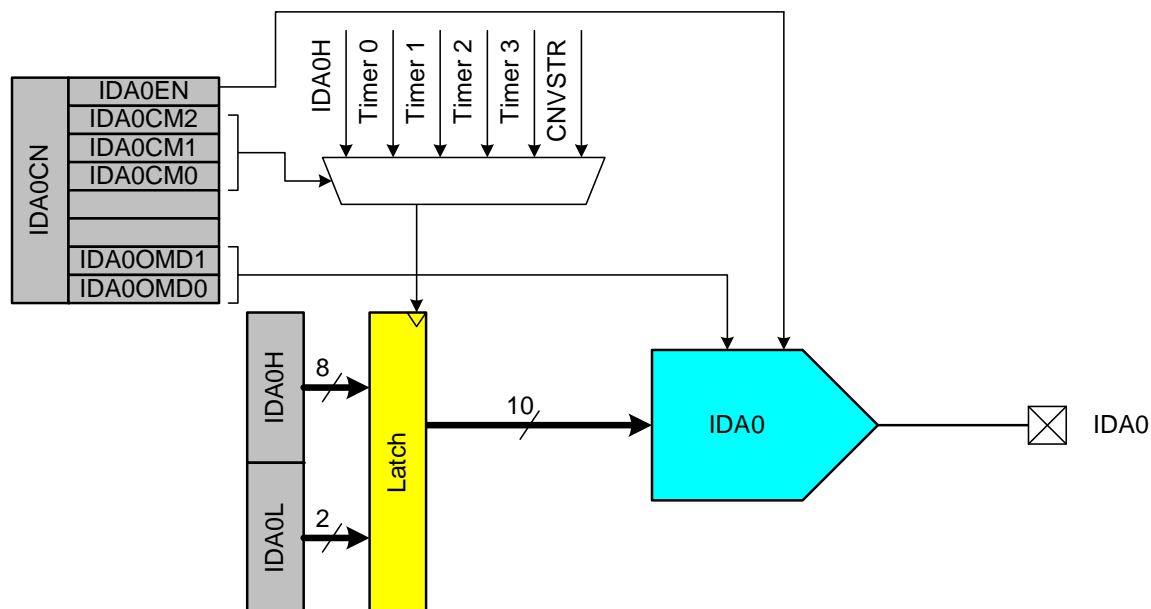 IDA0H
Timer 0
Timer 1
Timer 2
Timer 3
CNVSTR
IDA0CN
IDA0EN
IDA0CM2
IDA0CM1
IDA0CM0
IDA0OMD1
IDA0OMD0
IDA0H
8
IDA0L
2
Latch
10
IDA0
IDA0